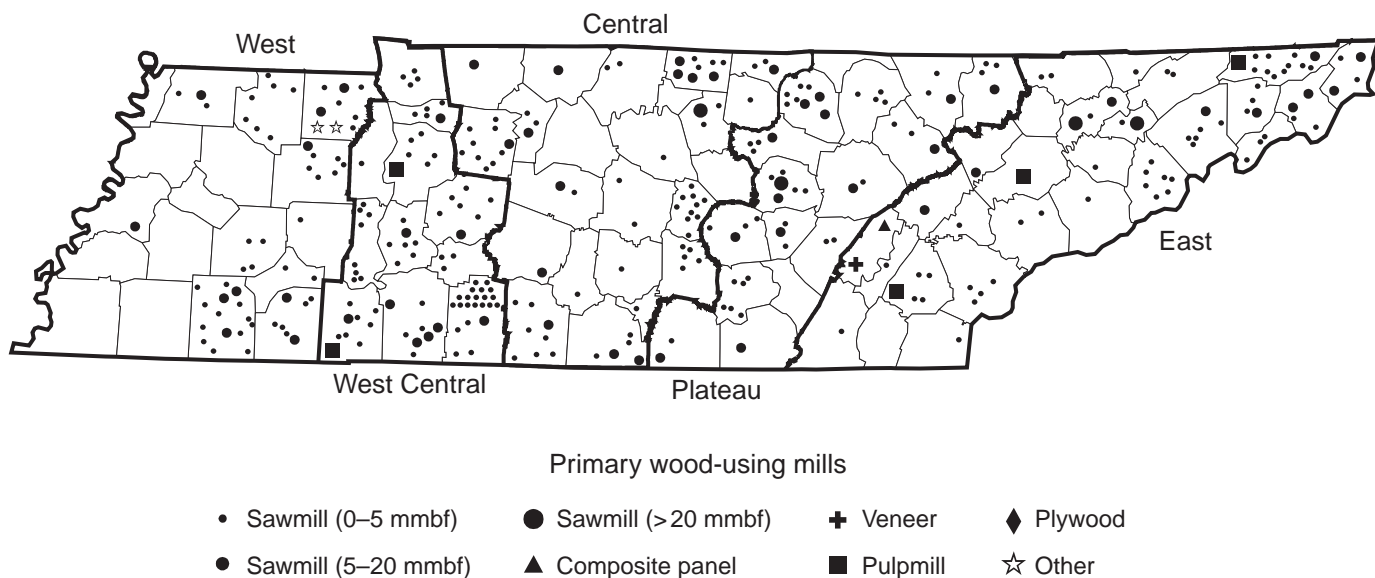 Central
West
East
West Central
Plateau
Primary wood-using mills
Sawmill (0–5 mmbf)
Sawmill (>20 mmbf)
Veneer
Plywood
Sawmill (5–20 mmbf)
Composite panel
Pulpmill
Other